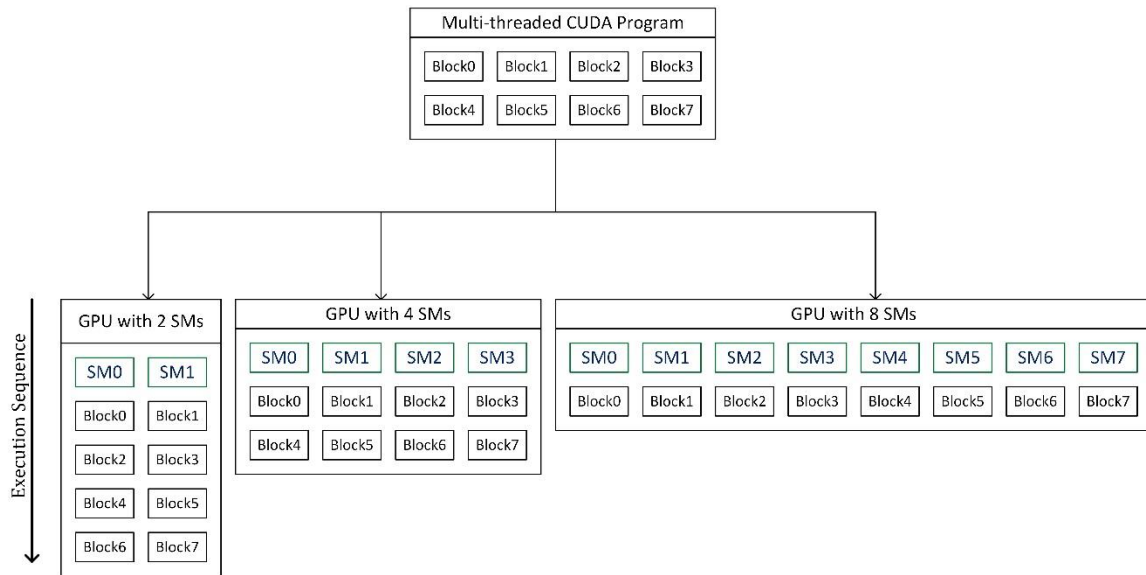 Multi-threaded CUDA Program
Block0 Block1 Block2 Block3
Block4 Block5 Block6 Block7
Execution Sequence
GPU with 2 SMs
SM0 SM1
Block0 Block1
Block2 Block3
Block4 Block5
Block6 Block7
GPU with 4 SMs
SM0 SM1 SM2 SM3
Block0 Block1 Block2 Block3
Block4 Block5 Block6 Block7
GPU with 8 SMs
SM0 SM1 SM2 SM3 SM4 SM5 SM6 SM7
Block0 Block1 Block2 Block3 Block4 Block5 Block6 Block7